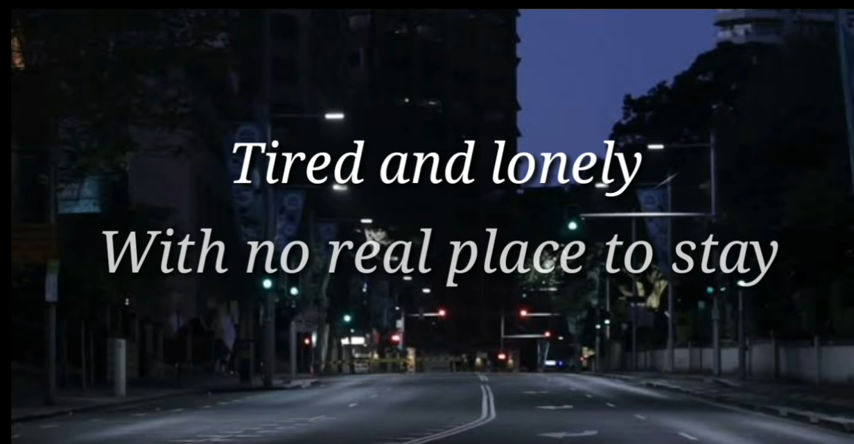 Tired and lonely
With no real place to stay